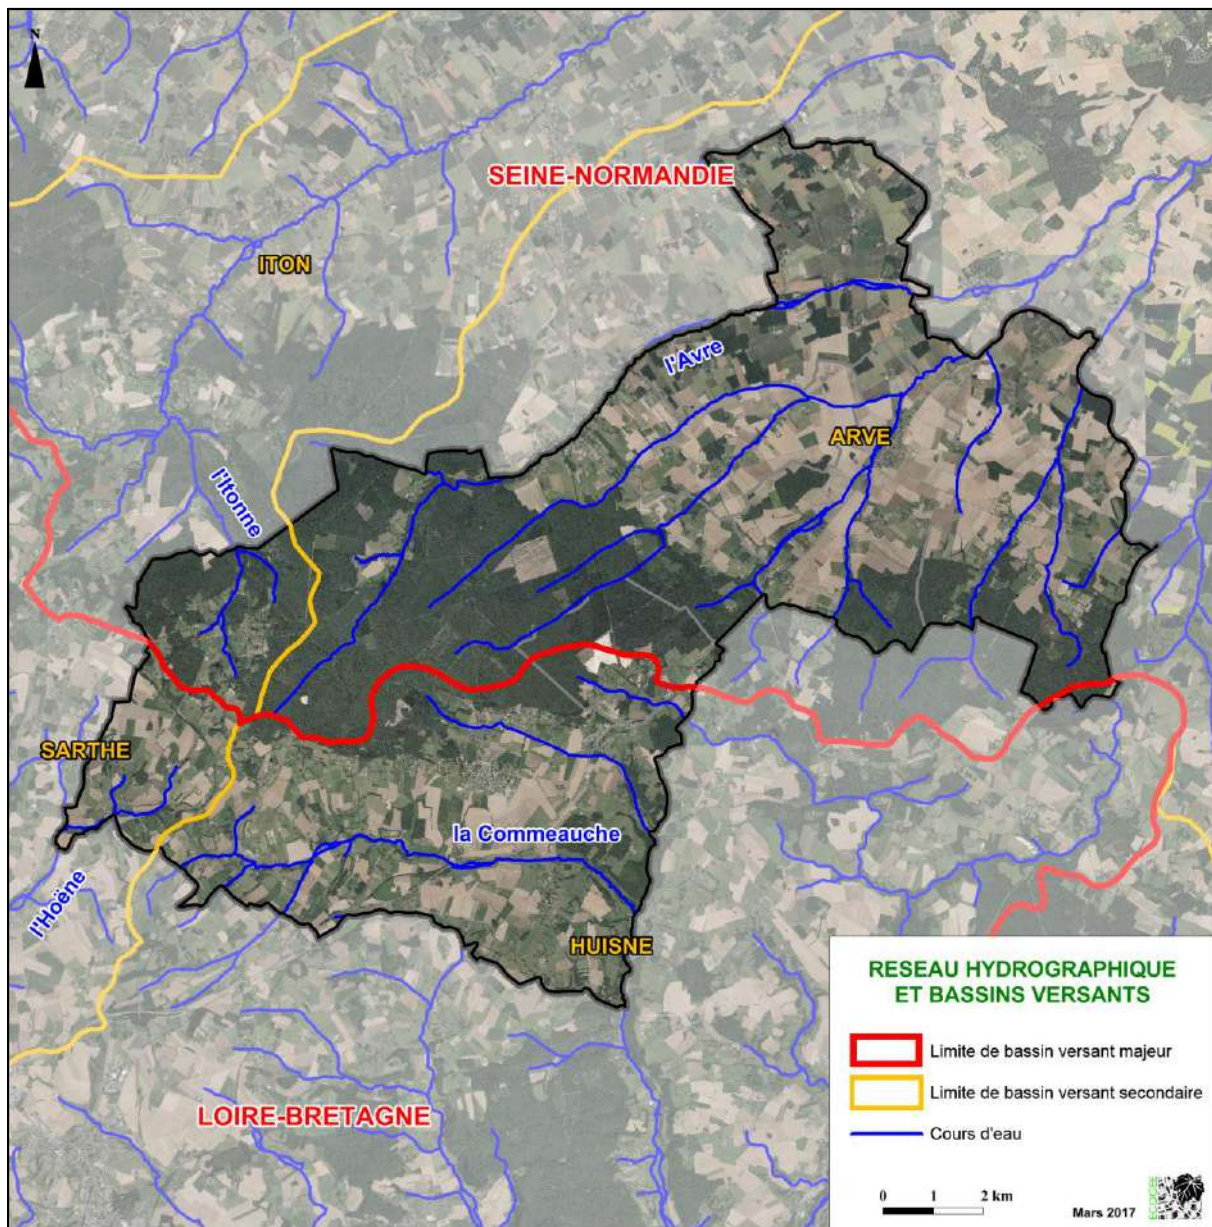 N
SEINE-NORMANDIE
ITON
l'Avre
ARVE
l'Itonne
SARTHE
la Commeauche
l'Hoëne
HUISNE
LOIRE-BRETAGNE
RESEAU HYDROGRAPHIQUE
ET BASSINS VERSANTS
Limite de bassin versant majeur
Limite de bassin versant secondaire
Cours d'eau
0 1 2 km
Mars 2017